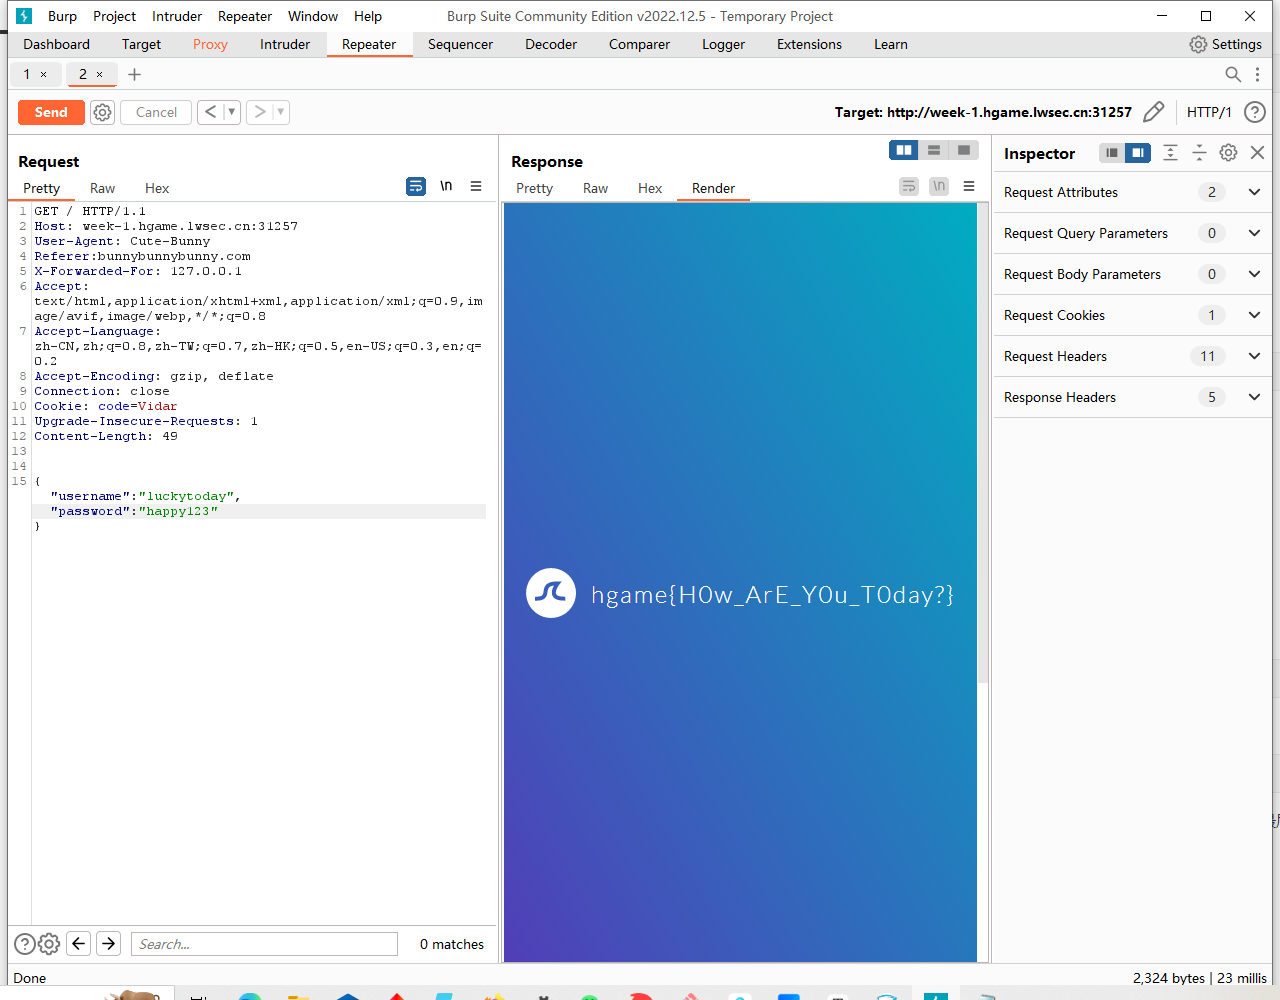 Burp Project Intruder Repeater Window Help Burp Suite Community Edition v2022.12.5 - Temporary Project
Dashboard Target Proxy Intruder Repeater Sequencer Decoder Comparer Logger Extensions Learn Settings
1 × 2 ×
Send Cancel Target: http://week-1.hgame.lwsec.cn:31257 HTTP/1
Request
Pretty Raw Hex \n
1 GET / HTTP/1.1
2 Host: week-1.hgame.lwsec.cn:31257
3 User-Agent: Cute-Bunny
4 Referer:bunnybunnybunny.com
5 X-Forwarded-For: 127.0.0.1
6 Accept:
text/html,application/xhtml+xml,application/xml;q=0.9,im
age/avif,image/webp,*/*;q=0.8
7 Accept-Language:
zh-CN,zh;q=0.8,zh-TW;q=0.7,zh-HK;q=0.5,en-US;q=0.3,en;q=
0.2
8 Accept-Encoding: gzip, deflate
9 Connection: close
10 Cookie: code=Vidar
11 Upgrade-Insecure-Requests: 1
12 Content-Length: 49
13
14
15 {
"username":"luckytoday",
"password":"happy123"
}
Search...
0 matches
Response
Pretty Raw Hex Render \n
hgame{H0w_ArE_Y0u_T0day?}
Inspector
Request Attributes 2
Request Query Parameters 0
Request Body Parameters 0
Request Cookies 1
Request Headers 11
Response Headers 5
Done
2,324 bytes | 23 millis